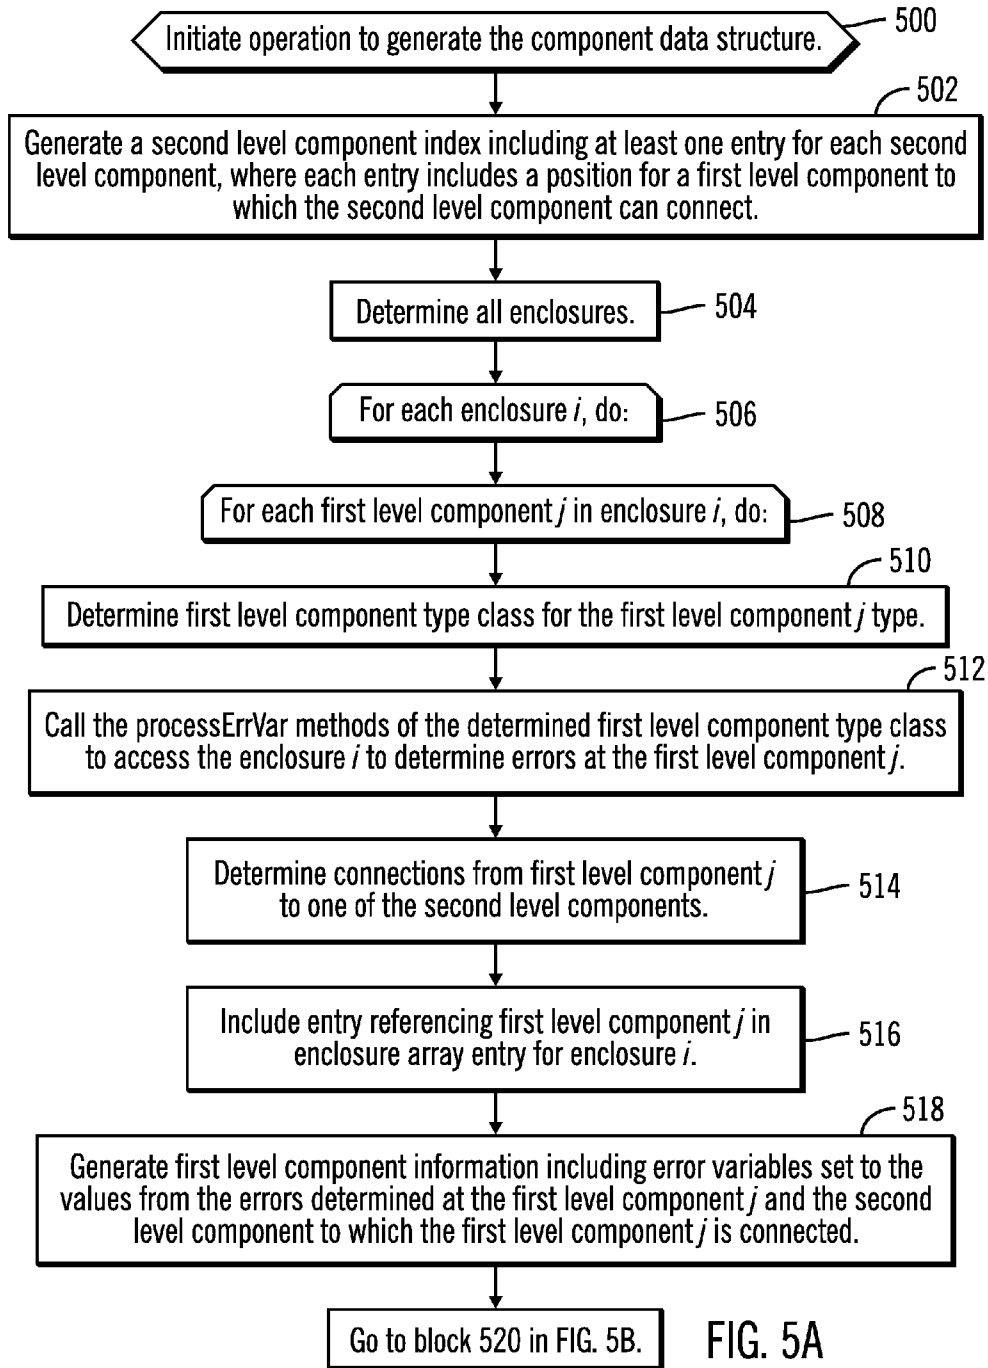 Initiate operation to generate the component data structure.
500
502
Generate a second level component index including at least one entry for each second
level component, where each entry includes a position for a first level component to
which the second level component can connect.
Determine all enclosures.
504
For each enclosure i, do:
506
For each first level component j in enclosure i, do:
508
510
Determine first level component type class for the first level component j type.
512
Call the processErrVar methods of the determined first level component type class
to access the enclosure i to determine errors at the first level component j.
Determine connections from first level component j
to one of the second level components.
514
Include entry referencing first level component j in
enclosure array entry for enclosure i.
516
518
Generate first level component information including error variables set to the
values from the errors determined at the first level component j and the second
level component to which the first level component j is connected.
Go to block 520 in FIG. 5B.
FIG. 5A